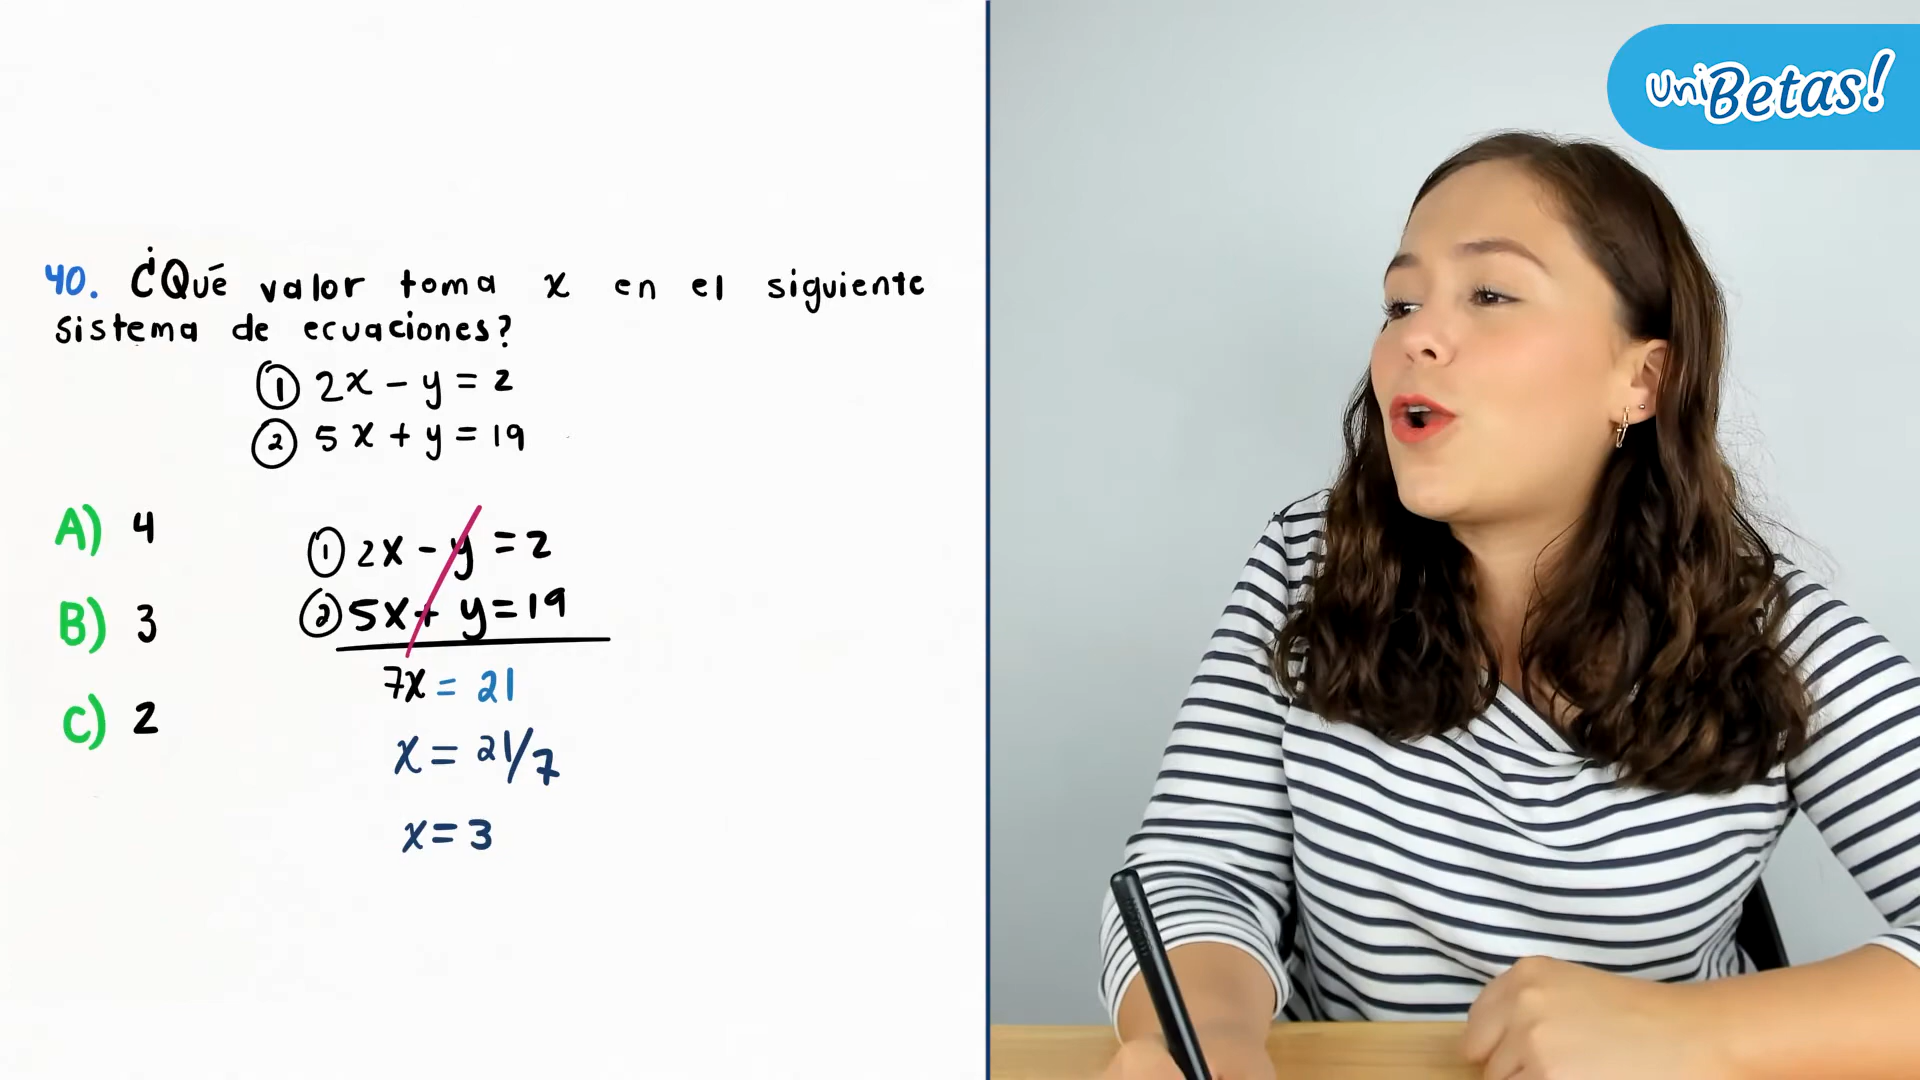 40. ¿Qué valor toma x en el siguiente
sistema de ecuaciones?
① 2x - y = 2
② 5x + y = 19
A) 4
B) 3
C) 2
① 2x - y = 2
② 5x + y = 19
7x = 21
x = 21/7
x = 3
uniBetas!